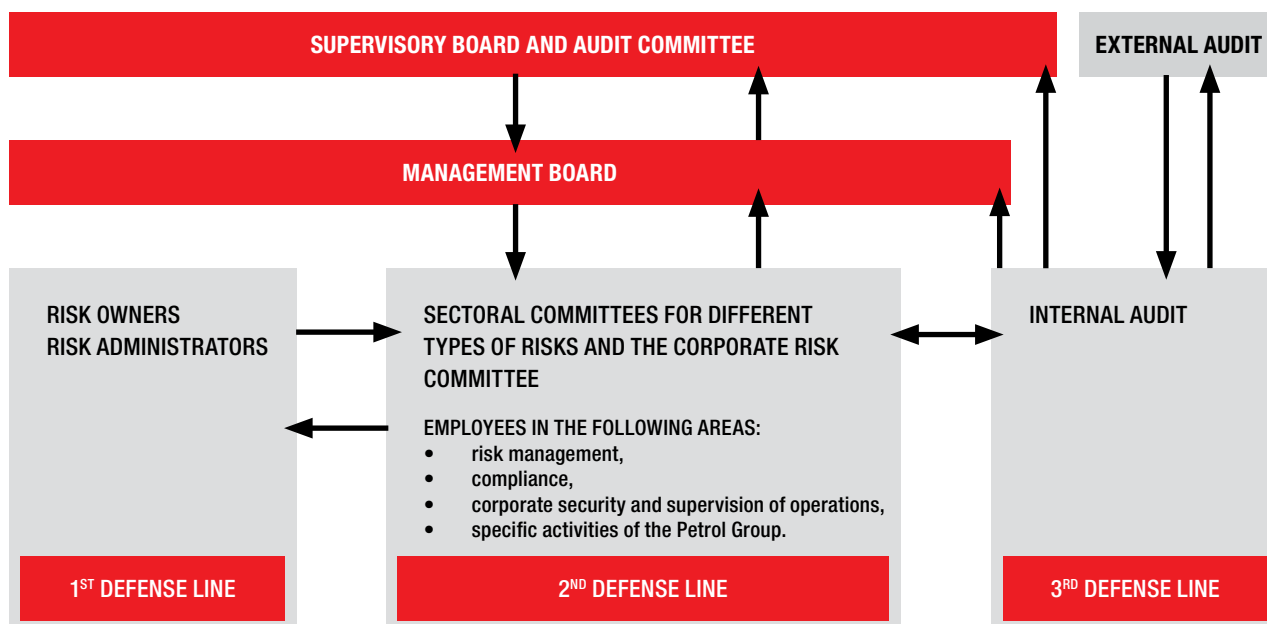 SUPERVISORY BOARD AND AUDIT COMMITTEE
EXTERNAL AUDIT
MANAGEMENT BOARD
RISK OWNERS
RISK ADMINISTRATORS
SECTORAL COMMITTEES FOR DIFFERENT
TYPES OF RISKS AND THE CORPORATE RISK
COMMITTEE
EMPLOYEES IN THE FOLLOWING AREAS:
• risk management,
• compliance,
• corporate security and supervision of operations,
• specific activities of the Petrol Group.
INTERNAL AUDIT
1ST DEFENSE LINE
2ND DEFENSE LINE
3RD DEFENSE LINE